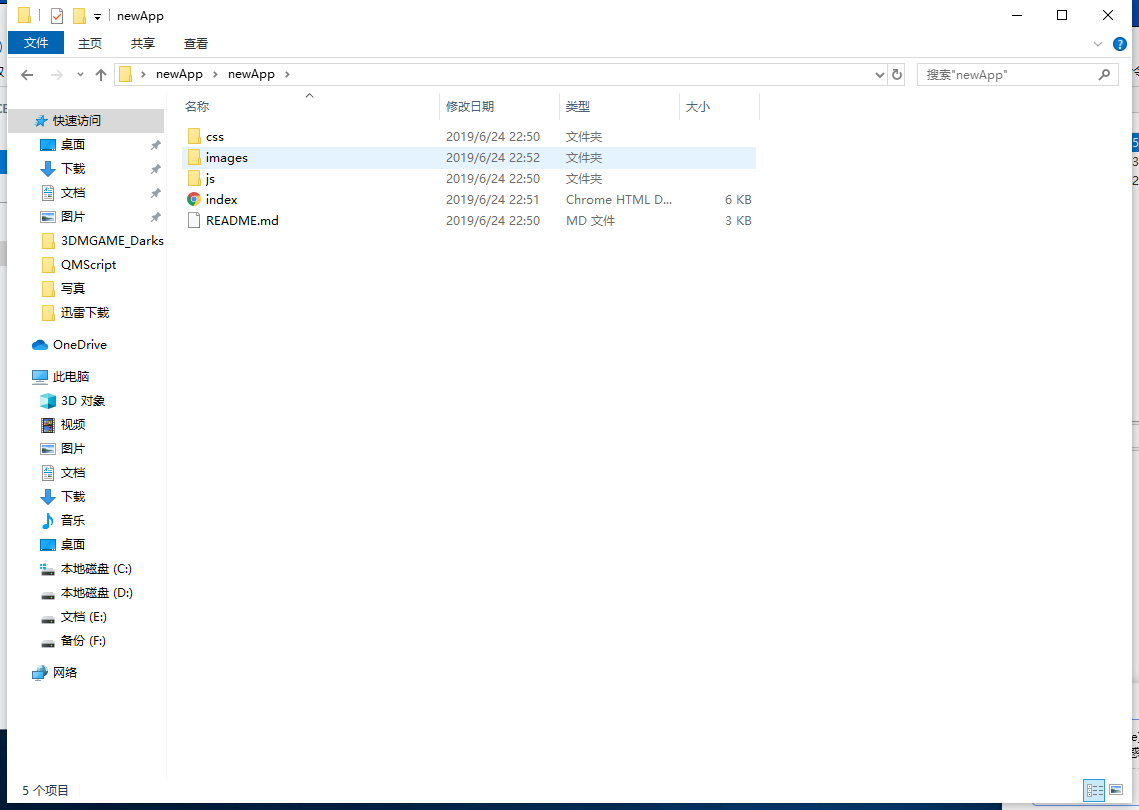 newApp
文件 主页 共享 查看
newApp newApp 搜索"newApp"
名称 修改日期 类型 大小
css 2019/6/24 22:50 文件夹
images 2019/6/24 22:52 文件夹
js 2019/6/24 22:50 文件夹
index 2019/6/24 22:51 Chrome HTML D... 6 KB
README.md 2019/6/24 22:50 MD 文件 3 KB
快速访问
桌面
下载
文档
图片
3DMGAME_Darks
QMScript
写真
迅雷下载
OneDrive
此电脑
3D 对象
视频
图片
文档
下载
音乐
桌面
本地磁盘 (C:)
本地磁盘 (D:)
文档 (E:)
备份 (F:)
网络
5 个项目